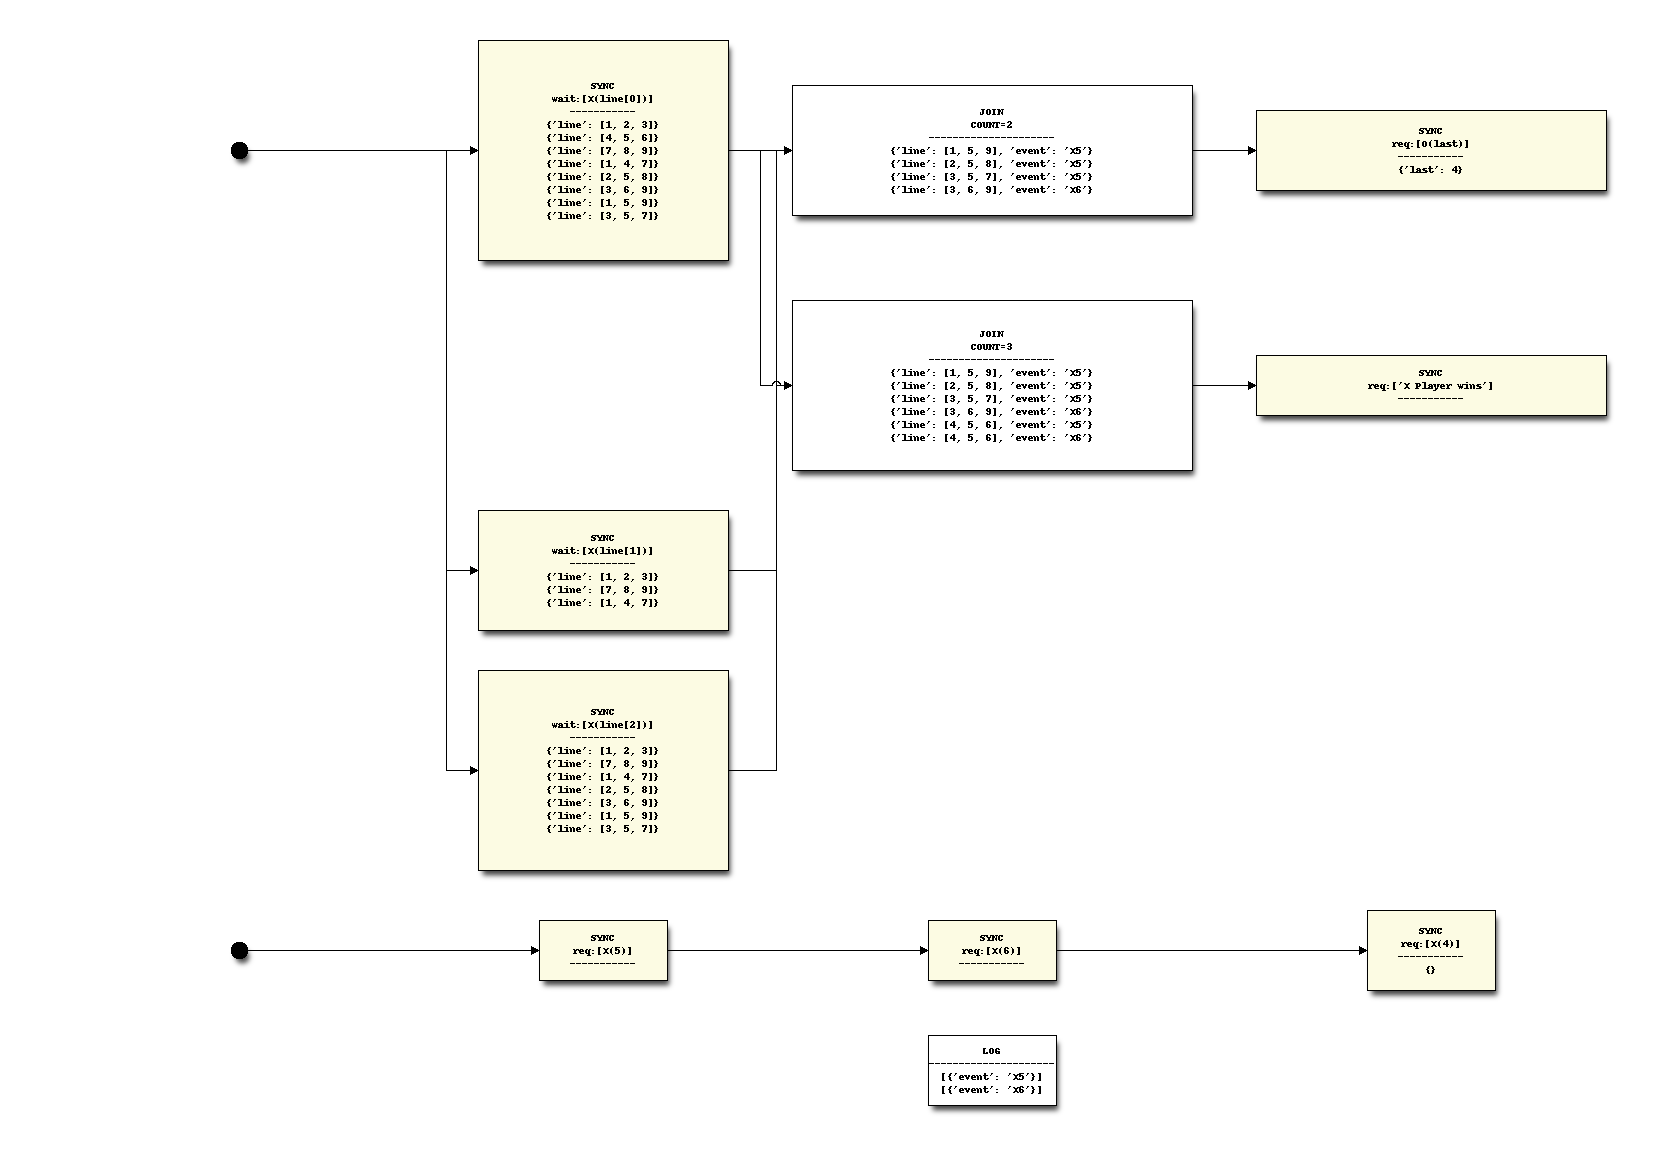 SYNC
wait:[X(line[0])]
-----------
{'line': [1, 2, 3]}
{'line': [4, 5, 6]}
{'line': [7, 8, 9]}
{'line': [1, 4, 7]}
{'line': [2, 5, 8]}
{'line': [3, 6, 9]}
{'line': [1, 5, 9]}
{'line': [3, 5, 7]}
JOIN
COUNT=2
---------------------
{'line': [1, 5, 9], 'event': 'X5'}
{'line': [2, 5, 8], 'event': 'X5'}
{'line': [3, 5, 7], 'event': 'X5'}
{'line': [3, 6, 9], 'event': 'X6'}
SYNC
req:[O(last)]
-----------
{'last': 4}
JOIN
COUNT=3
---------------------
{'line': [1, 5, 9], 'event': 'X5'}
{'line': [2, 5, 8], 'event': 'X5'}
{'line': [3, 5, 7], 'event': 'X5'}
{'line': [3, 6, 9], 'event': 'X6'}
{'line': [4, 5, 6], 'event': 'X5'}
{'line': [4, 5, 6], 'event': 'X6'}
SYNC
req:['X Player wins']
-----------
SYNC
wait:[X(line[1])]
-----------
{'line': [1, 2, 3]}
{'line': [7, 8, 9]}
{'line': [1, 4, 7]}
SYNC
wait:[X(line[2])]
-----------
{'line': [1, 2, 3]}
{'line': [7, 8, 9]}
{'line': [1, 4, 7]}
{'line': [2, 5, 8]}
{'line': [3, 6, 9]}
{'line': [1, 5, 9]}
{'line': [3, 5, 7]}
SYNC
req:[X(5)]
-----------
SYNC
req:[X(6)]
-----------
SYNC
req:[X(4)]
-----------
{}
LOG
---------------------
[{'event': 'X5'}]
[{'event': 'X6'}]